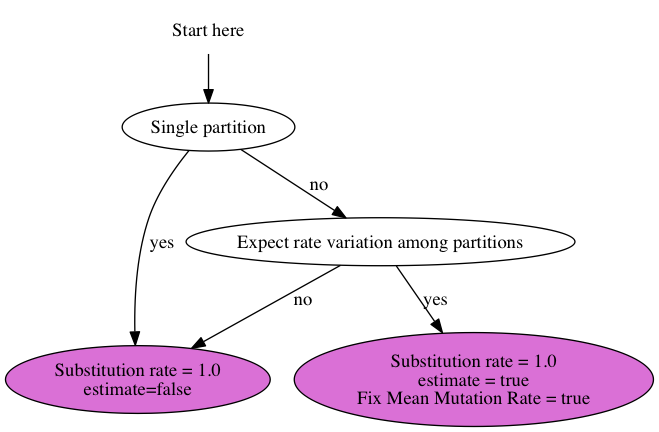 Start here
Single partition
no
yes
Expect rate variation among partitions
no
yes
Substitution rate = 1.0
estimate=false
Substitution rate = 1.0
estimate = true
Fix Mean Mutation Rate = true